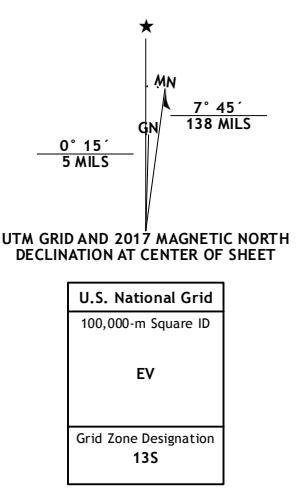 ★
MN
GN
7° 45´
138 MILS
0° 15´
5 MILS
UTM GRID AND 2017 MAGNETIC NORTH
DECLINATION AT CENTER OF SHEET
U.S. National Grid
100,000-m Square ID
EV
Grid Zone Designation
13S